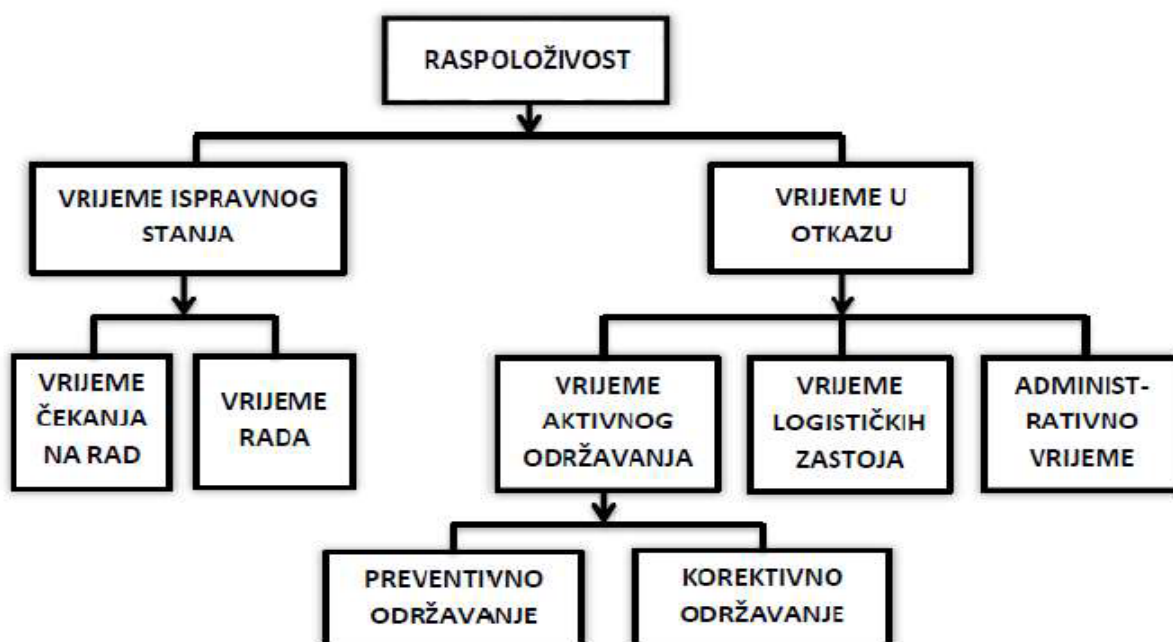 RASPOLOŽIVOST
VRIJEME ISPRAVNOG
STANJA
VRIJEME U
OTKAZU
VRIJEME
ČEKANJA
NA RAD
VRIJEME
RADA
VRIJEME
AKTIVNOG
ODRŽAVANJA
VRIJEME
LOGISTIČKIH
ZASTOJA
ADMINIST-
RATIVNO
VRIJEME
PREVENTIVNO
ODRŽAVANJE
KOREKTIVNO
ODRŽAVANJE